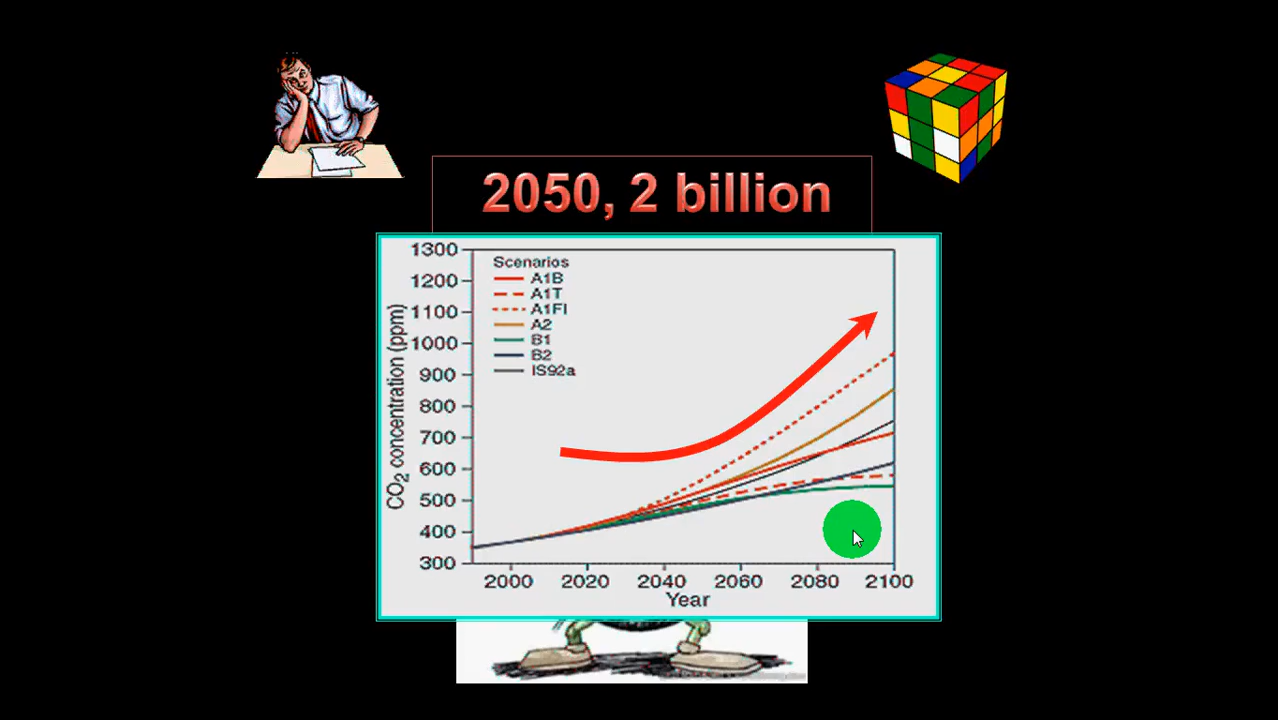 2050, 2 billion
1300
1200
1100
1000
900
800
700
600
500
400
300
CO₂ concentration (ppm)
Scenarios
A1B
A1T
A1FI
A2
B1
B2
IS92a
2000 2020 2040 2060 2080 2100
Year